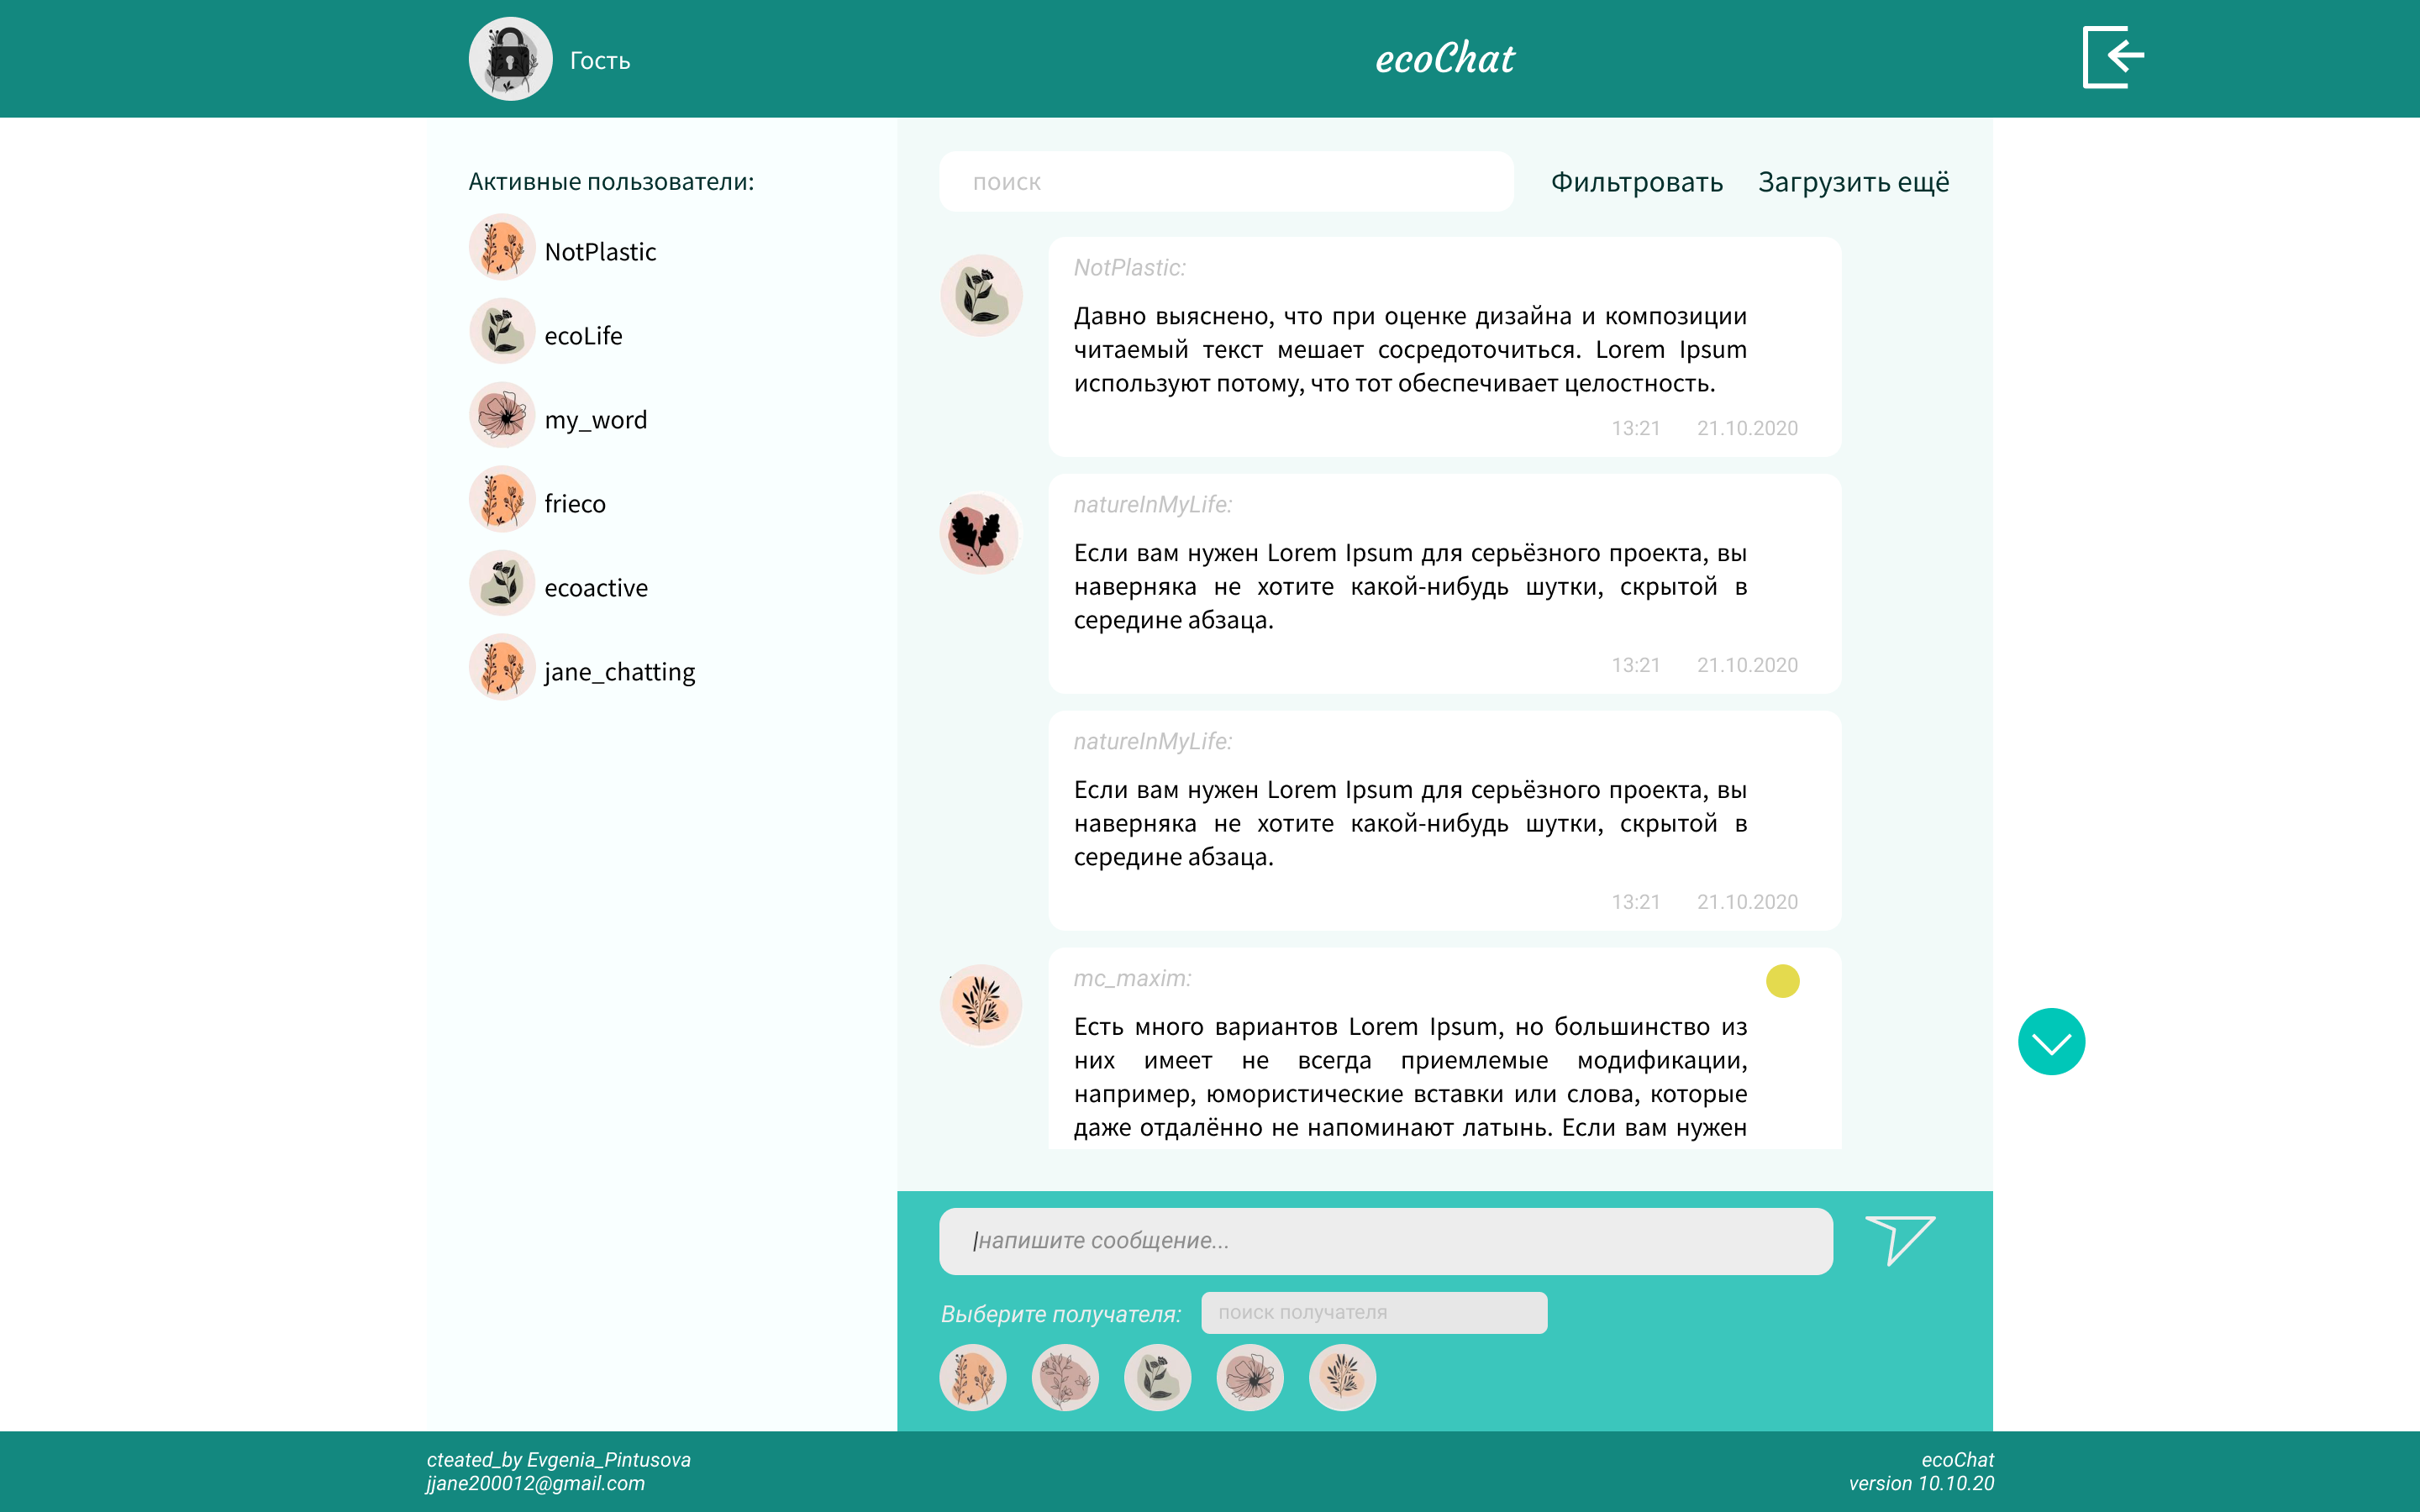 Гость
ecoChat
Активные пользователи:
NotPlastic
ecoLife
my_word
frieco
ecoactive
jane_chatting
поиск
Фильтровать
Загрузить ещё
NotPlastic:
Давно выяснено, что при оценке дизайна и композиции
читаемый текст мешает сосредоточиться. Lorem Ipsum
используют потому, что тот обеспечивает целостность.
13:21 21.10.2020
natureInMyLife:
Если вам нужен Lorem Ipsum для серьёзного проекта, вы
наверняка не хотите какой-нибудь шутки, скрытой в
середине абзаца.
13:21 21.10.2020
natureInMyLife:
Если вам нужен Lorem Ipsum для серьёзного проекта, вы
наверняка не хотите какой-нибудь шутки, скрытой в
середине абзаца.
13:21 21.10.2020
mc_maxim:
Есть много вариантов Lorem Ipsum, но большинство из
них имеет не всегда приемлемые модификации,
например, юмористические вставки или слова, которые
даже отдалённо не напоминают латынь. Если вам нужен
напишите сообщение...
Выберите получателя:
поиск получателя
cteated_by Evgenia_Pintusova
jjane200012@gmail.com
ecoChat
version 10.10.20